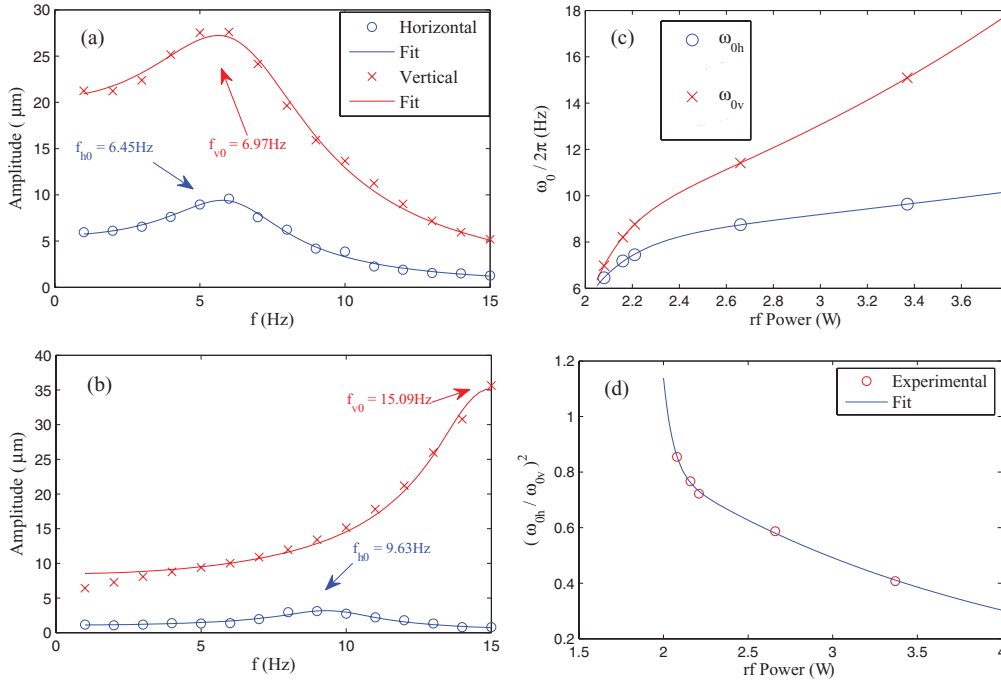 (a)
Horizontal
Fit
Vertical
Fit
f_h0 = 6.45Hz
f_v0 = 6.97Hz
Amplitude ( μm)
30
25
20
15
10
5
0
0 5 10 15
f (Hz)
(c)
ω_0h
ω_0v
ω_0 / 2π (Hz)
18
16
14
12
10
8
6
2 2.2 2.4 2.6 2.8 3 3.2 3.4 3.6
rf Power (W)
(b)
f_v0 = 15.09Hz
f_h0 = 9.63Hz
Amplitude ( μm)
40
35
30
25
20
15
10
5
0
0 5 10 15
f (Hz)
(d)
Experimental
Fit
( ω_0h / ω_0v )^2
1.2
1
0.8
0.6
0.4
0.2
1.5 2 2.5 3 3.5 4
rf Power (W)